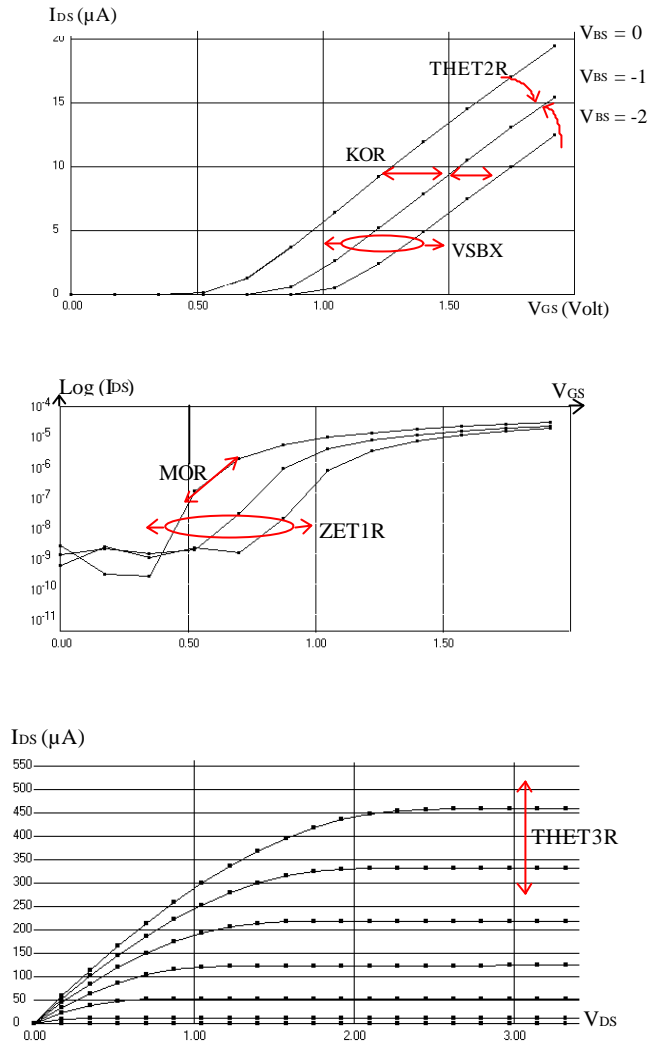 IDS (µA)
20
VBS = 0
THET2R
VBS = -1
15
VBS = -2
KOR
10
5
VSBX
0
0.00
0.50
1.00
1.50
VGS (Volt)
Log (IDS)
VGS
10-4
10-5
10-6
MOR
10-7
10-8
ZET1R
10-9
10-10
10-11
0.00
0.50
1.00
1.50
IDS (µA)
550
500
450
THET3R
400
350
300
250
200
150
100
50
VDS
0
0.00
1.00
2.00
3.00